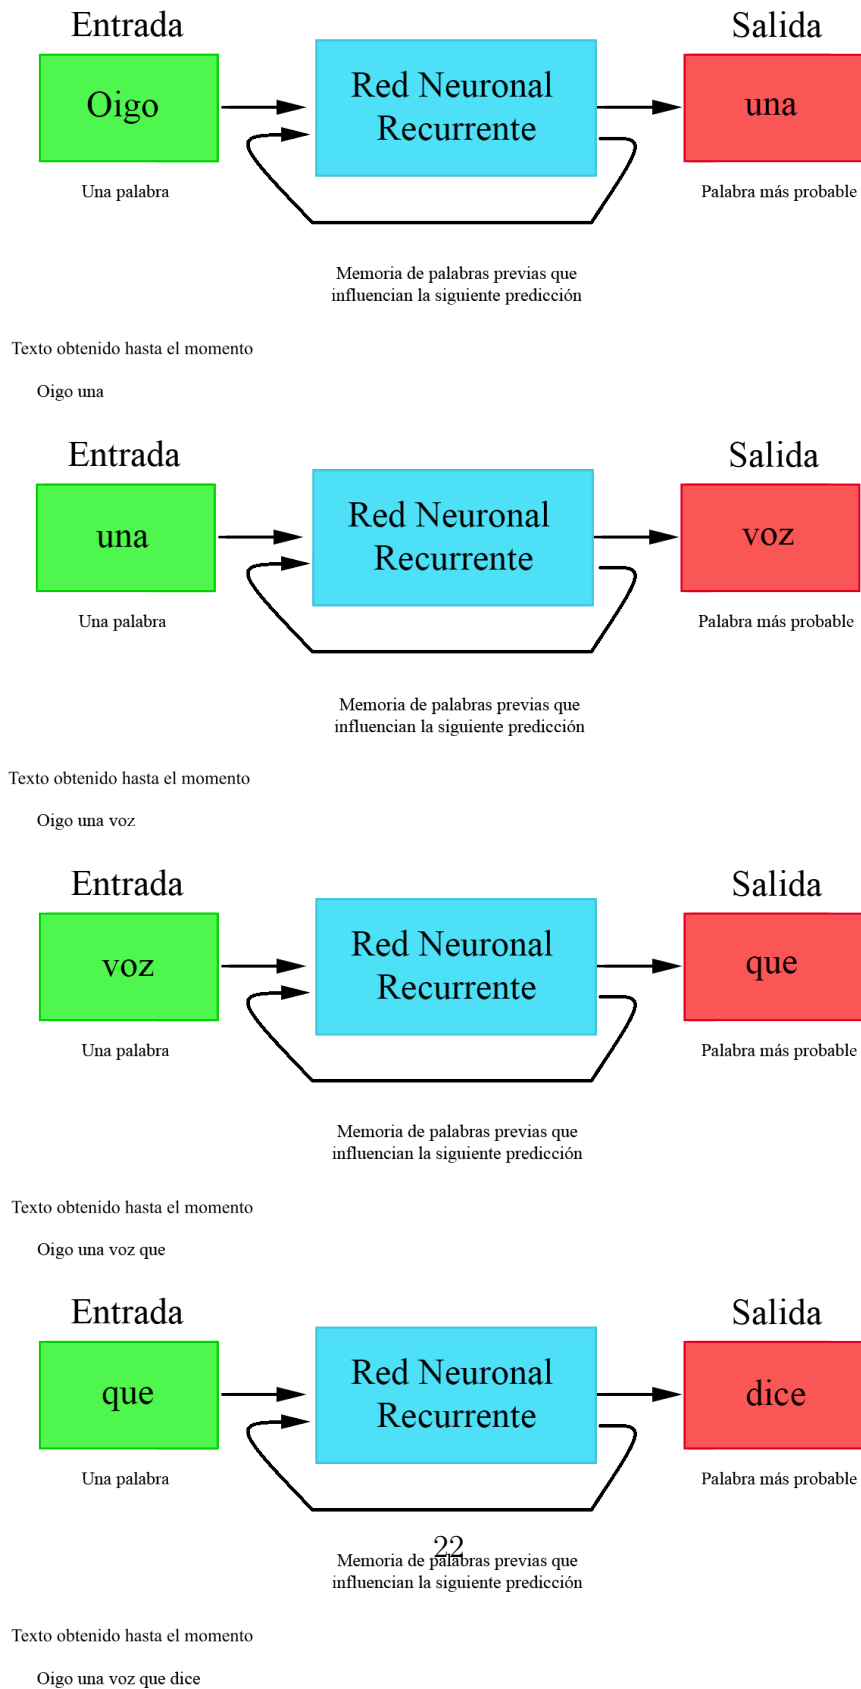 Entrada
Salida
Oigo
Red Neuronal
Recurrente
una
Una palabra
Palabra más probable
Memoria de palabras previas que
influencian la siguiente predicción
Texto obtenido hasta el momento
Oigo una
Entrada
Salida
una
Red Neuronal
Recurrente
voz
Una palabra
Palabra más probable
Memoria de palabras previas que
influencian la siguiente predicción
Texto obtenido hasta el momento
Oigo una voz
Entrada
Salida
voz
Red Neuronal
Recurrente
que
Una palabra
Palabra más probable
Memoria de palabras previas que
influencian la siguiente predicción
Texto obtenido hasta el momento
Oigo una voz que
Entrada
Salida
que
Red Neuronal
Recurrente
dice
Una palabra
Palabra más probable
22
Memoria de palabras previas que
influencian la siguiente predicción
Texto obtenido hasta el momento
Oigo una voz que dice